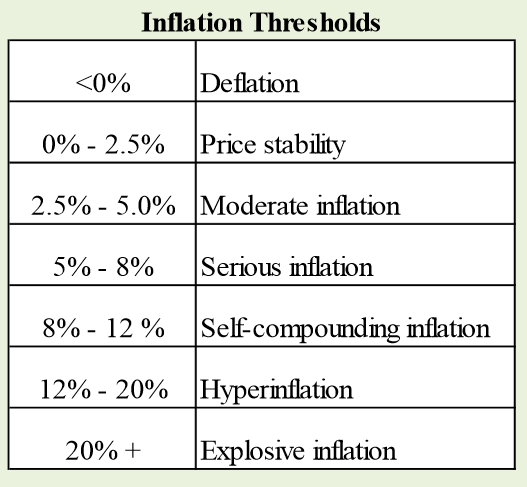 Inflation Thresholds
<0% Deflation
0% - 2.5% Price stability
2.5% - 5.0% Moderate inflation
5% - 8% Serious inflation
8% - 12 % Self-compounding inflation
12% - 20% Hyperinflation
20% + Explosive inflation